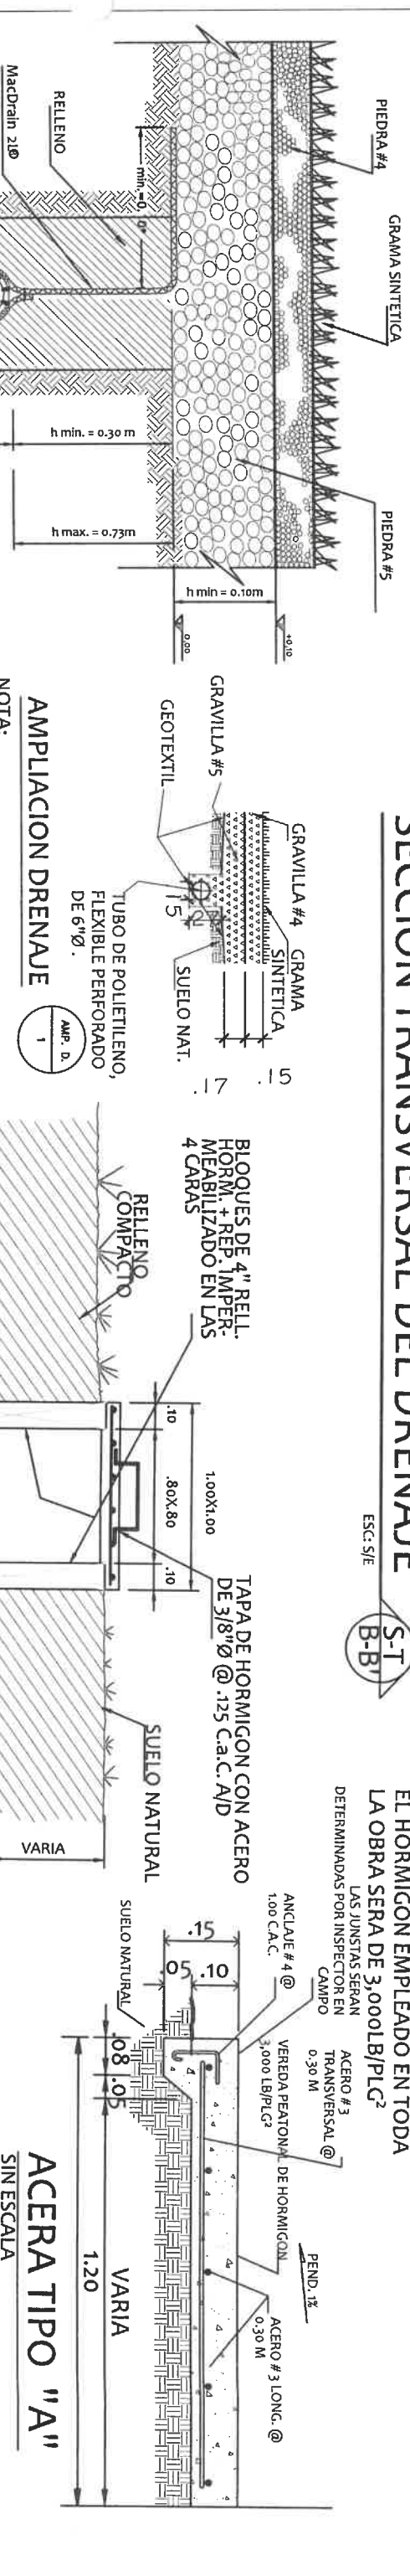 PIEDRA #4
GRAMA SINTETICA
PIEDRA #5
RELLENO
MacDrain 2L®
h min. = 0.30 m
h max. = 0.73m
h min = 0.10m
0.00
+0.10
SECCION TRANSVERSAL DEL DRENAJE
ESC: S/E
S-T
B-B'
GRAVILLA #5
GEOTEXTIL
GRAVILLA #4
GRAMA
SINTETICA
SUELO NAT.
15
.17
.15
TUBO DE POLIETILENO,
FLEXIBLE PERFORADO
DE 6"Ø.
AMPLIACION DRENAJE
AMP. D.
1
NOTA:
BLOQUES DE 4" RELL.
HORM. + REP. IMPER-
MEABILIZADO EN LAS
4 CARAS
RELLENO
COMPACTO
1.00X1.00
.10
.80X.80
.10
TAPA DE HORMIGON CON ACERO
DE 3/8"Ø @ .125 C.a.C. A/D
SUELO NATURAL
VARIA
EL HORMIGON EMPLEADO EN TODA
LA OBRA SERA DE 3,000LB/PLG²
LAS JUNSTAS SERAN
DETERMINADAS POR INSPECTOR EN
CAMPO
ANCLAJE # 4 @
1.00 C.A.C.
ACERO #3
TRANSVERSAL @
0.30 M
VEREDA PEATONAL DE HORMIGON
3,000 LB/PLG²
PEND. 1%
ACERO # 3 LONG. @
0.30 M
SUELO NATURAL
.15
.05
.10
.08
.05
VARIA
1.20
ACERA TIPO "A"
SIN ESCALA